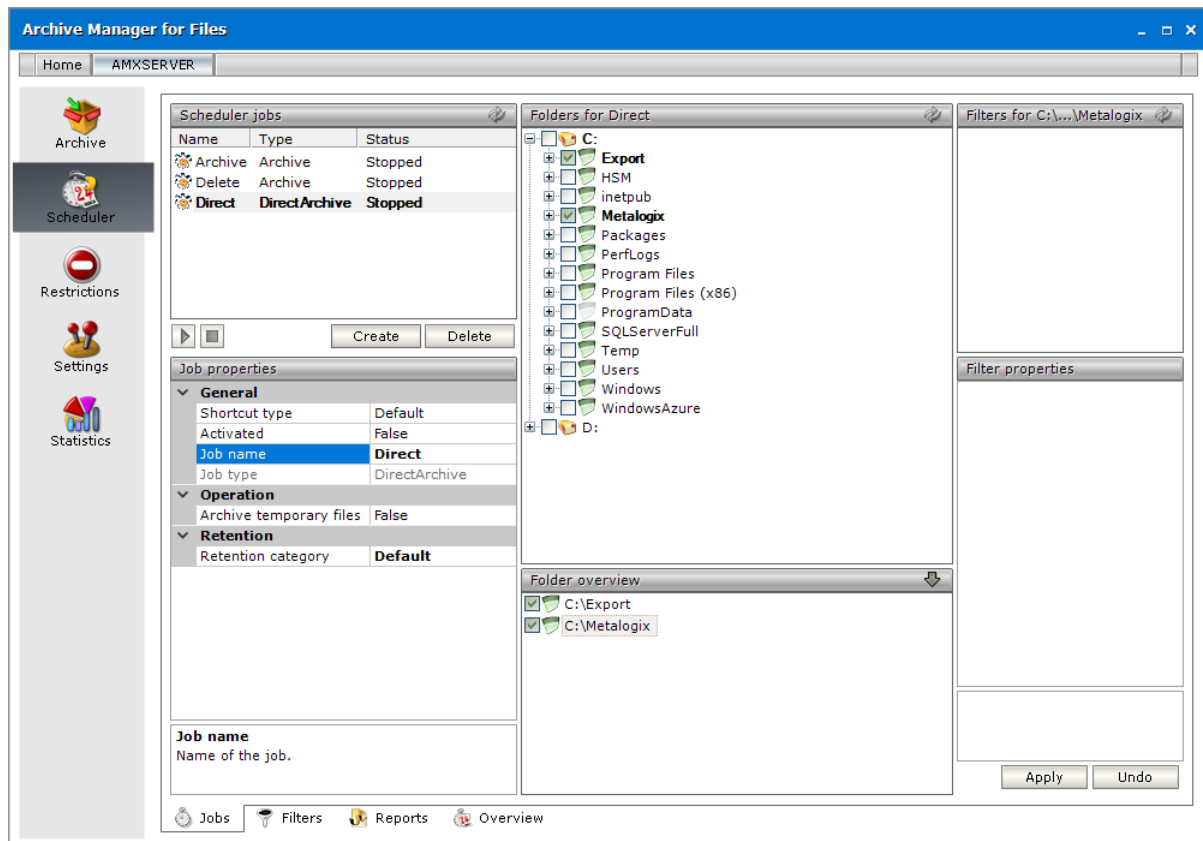 Archive Manager for Files
Home
AMXSERVER
Archive
Scheduler
Restrictions
Settings
Statistics
Scheduler jobs
Name Type Status
Archive Archive Stopped
Delete Archive Stopped
Direct DirectArchive Stopped
Create
Delete
Job properties
General
Shortcut type Default
Activated False
Job name Direct
Job type DirectArchive
Operation
Archive temporary files False
Retention
Retention category Default
Job name
Name of the job.
Folders for Direct
C:
Export
HSM
inetpub
Metalogix
Packages
PerfLogs
Program Files
Program Files (x86)
ProgramData
SQLServerFull
Temp
Users
Windows
WindowsAzure
D:
Folder overview
C:\Export
C:\Metalogix
Filters for C:\...\Metalogix
Filter properties
Apply
Undo
Jobs
Filters
Reports
Overview